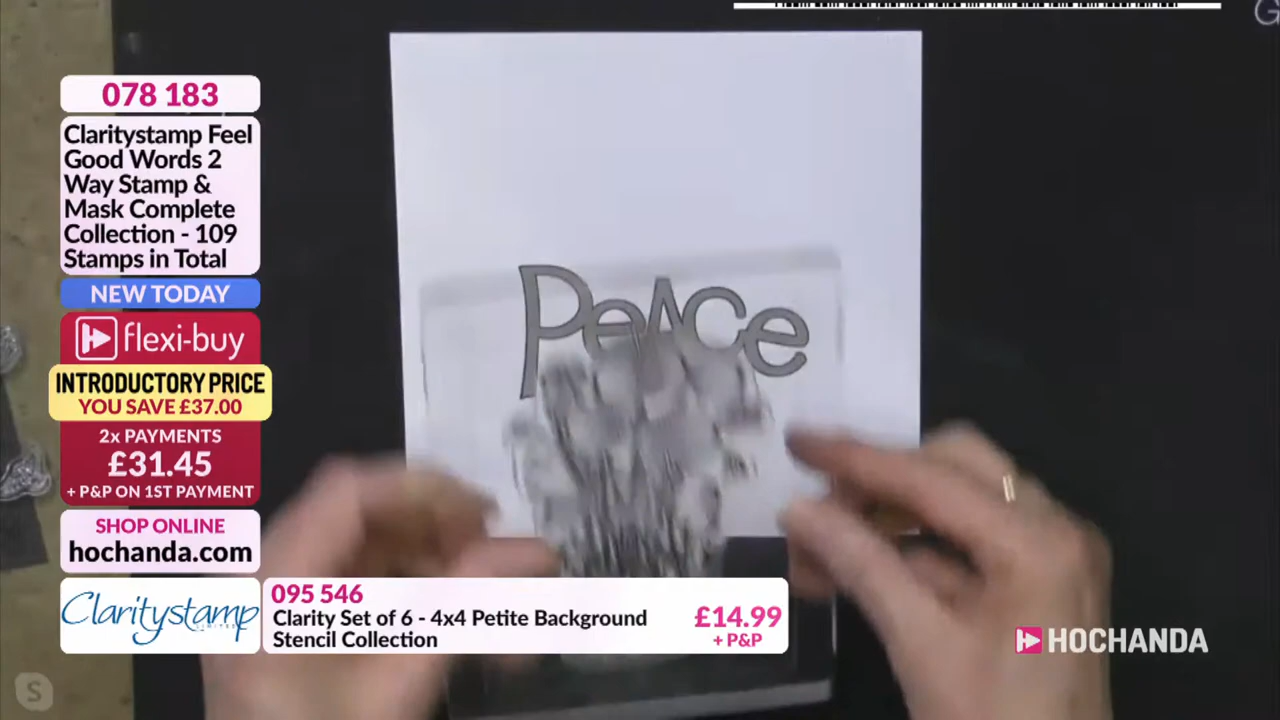 078 183
Claritystamp Feel
Good Words 2
Way Stamp &
Mask Complete
Collection - 109
Stamps in Total
NEW TODAY
flexi-buy
INTRODUCTORY PRICE
YOU SAVE £37.00
2x PAYMENTS
£31.45
+ P&P ON 1ST PAYMENT
SHOP ONLINE
hochanda.com
Claritystamp
LIMITED
095 546
Clarity Set of 6 - 4x4 Petite Background
Stencil Collection
£14.99
+ P&P
PeAce
HOCHANDA
S
G